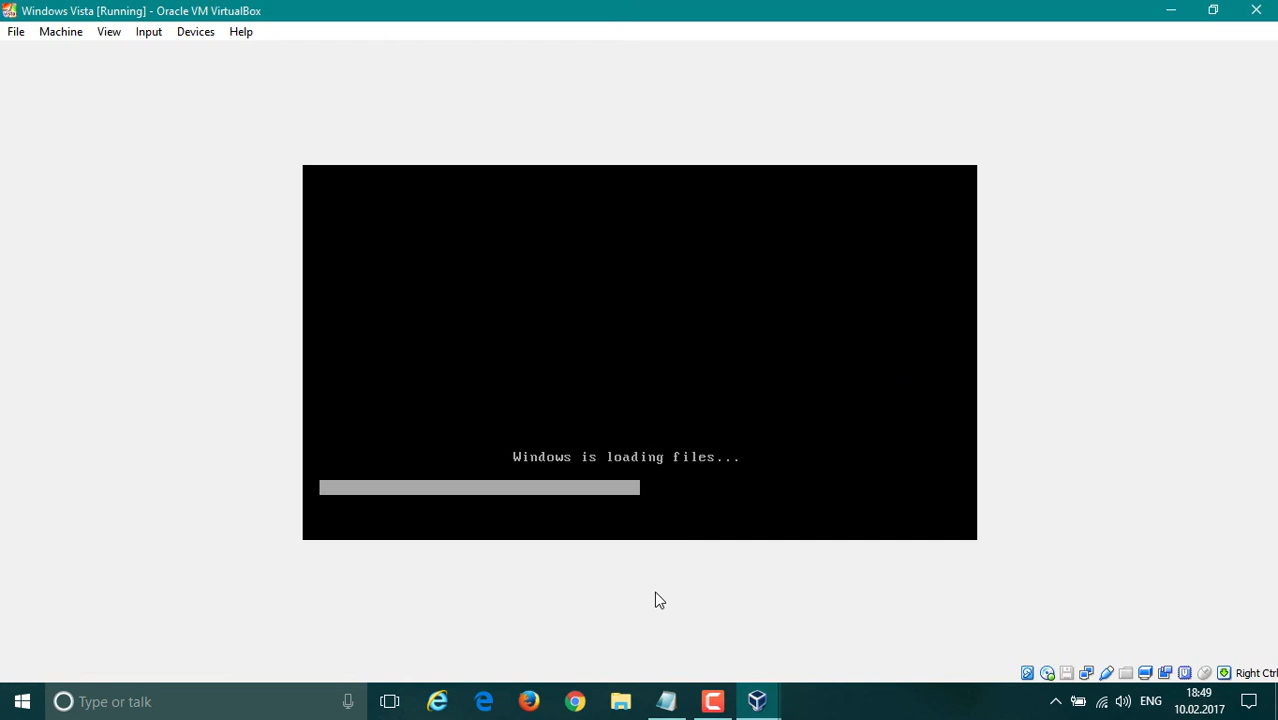 Windows Vista [Running] - Oracle VM VirtualBox
File Machine View Input Devices Help
Windows is loading files...
Right Ctrl
Type or talk
ENG
18:49
10.02.2017